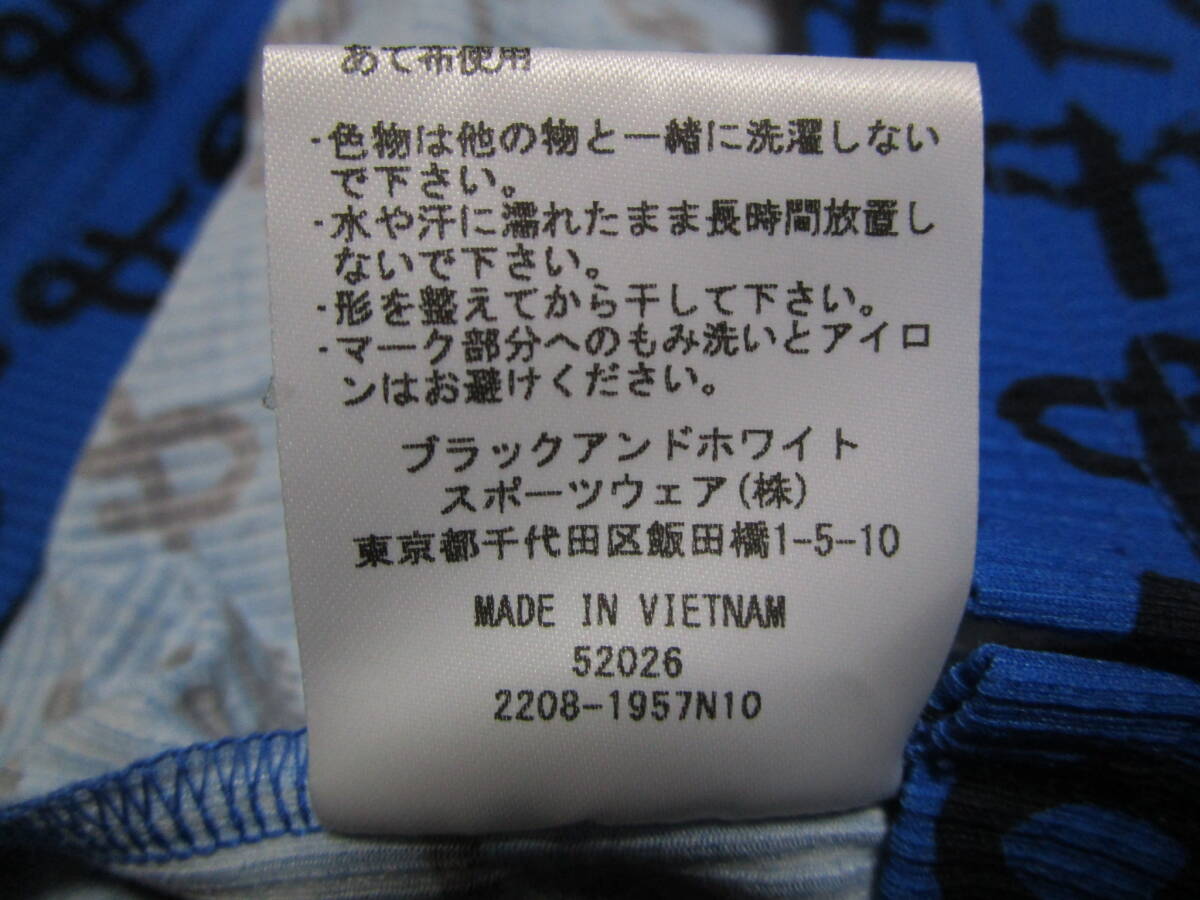 あて布使用
・色物は他の物と一緒に洗濯しない
で下さい。
・水や汗に濡れたまま長時間放置し
ないで下さい。
・形を整えてから干して下さい。
・マーク部分へのもみ洗いとアイロ
ンはお避けください。
ブラックアンドホワイト
スポーツウェア(株)
東京都千代田区飯田橋1-5-10
MADE IN VIETNAM
52026
2208-1957N10